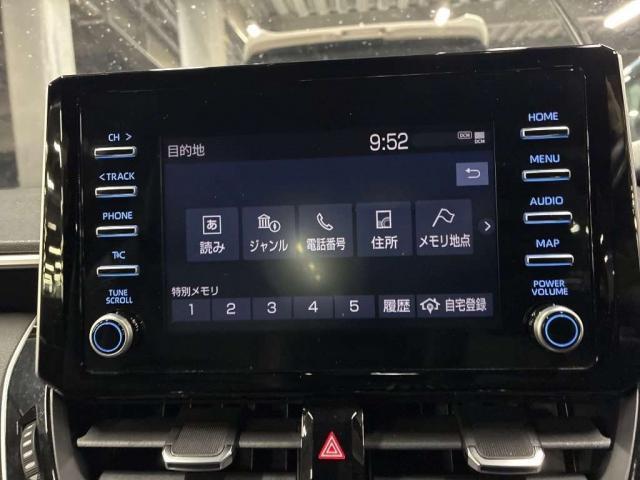 CH >
<TRACK
PHONE
T/C
TUNE
SCROLL
目的地
9:52
DCM
DCM
あ
読み
ジャンル
電話番号
住所
メモリ地点
特別メモリ
1 2 3 4 5 履歴 自宅登録
HOME
MENU
AUDIO
MAP
POWER
VOLUME